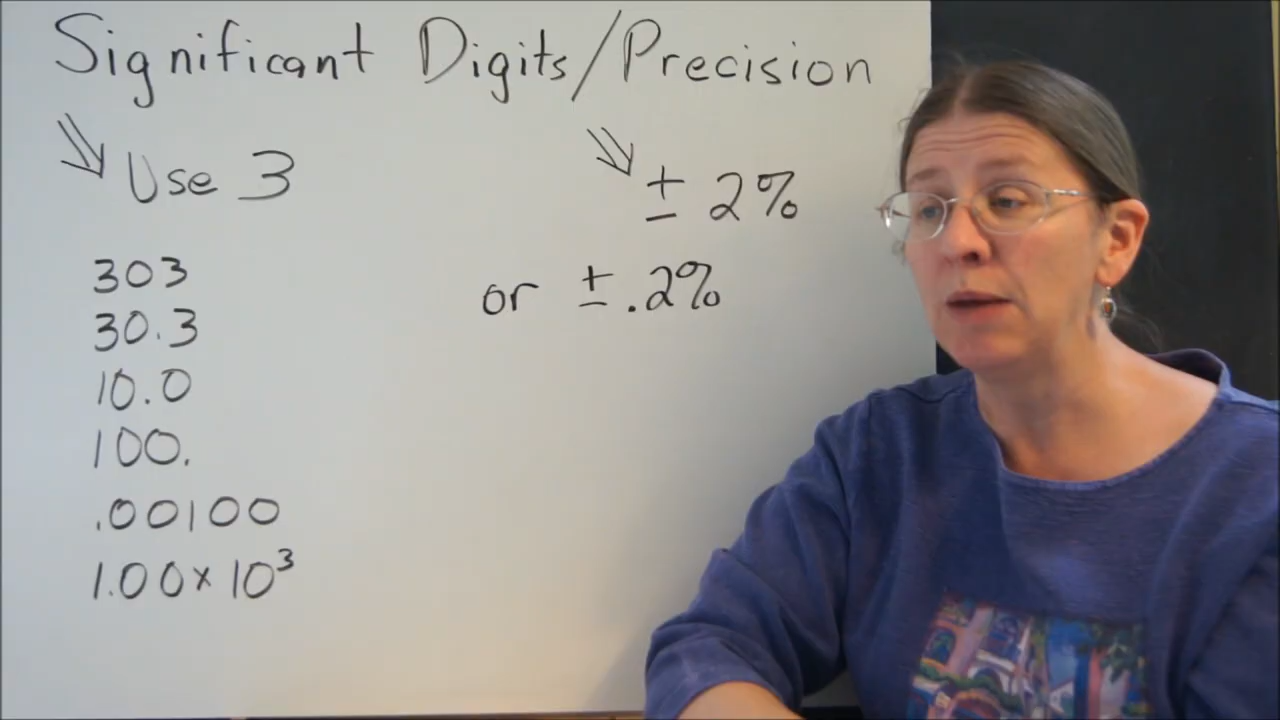 Significant Digits/Precision
⇒ Use 3
⇒ ± 2%
303
or ± .2%
30.3
10.0
100.
.00100
1.00 x 10³